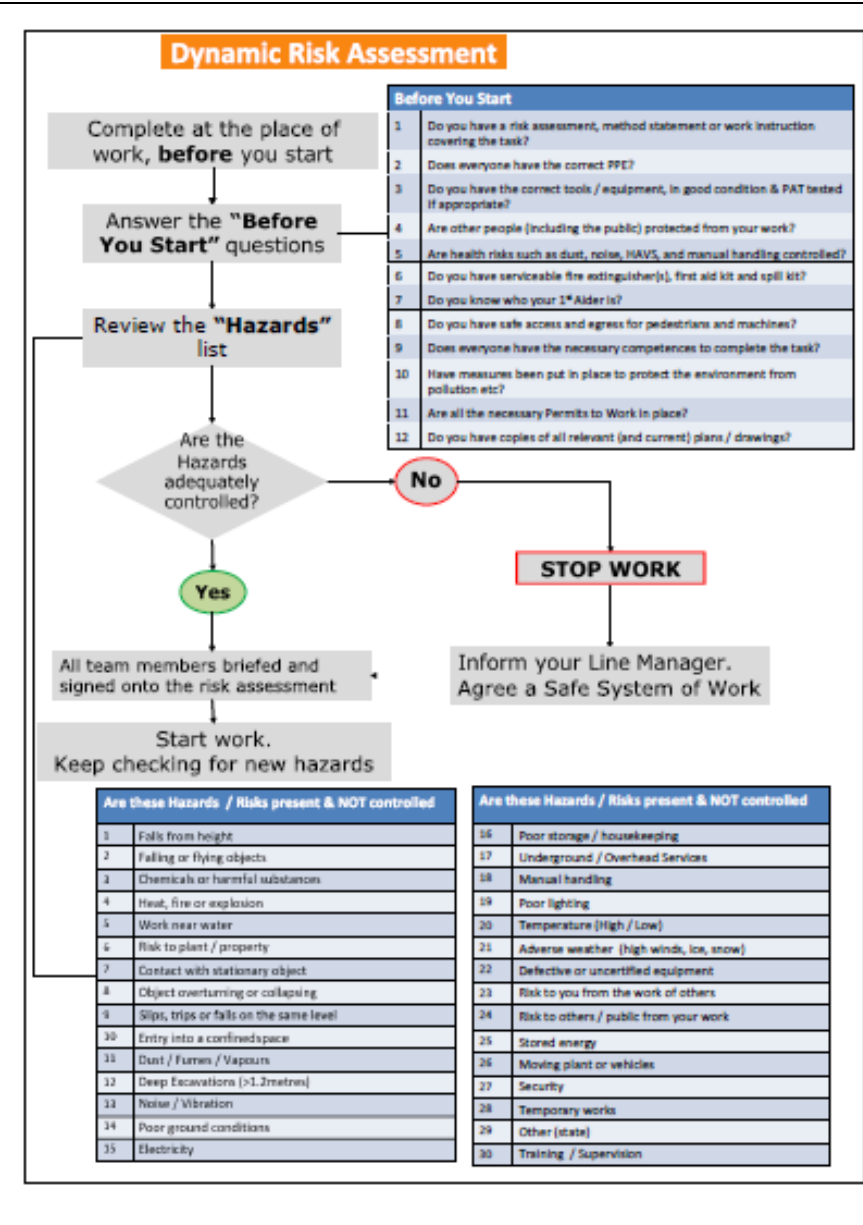 Dynamic Risk Assessment
Complete at the place of
work, before you start
Answer the “Before
You Start” questions
Review the “Hazards”
list
Before You Start
1 Do you have a risk assessment, method statement or work instruction
covering the task?
2 Does everyone have the correct PPE?
3 Do you have the correct tools / equipment, in good condition & PAT tested
if appropriate?
4 Are other people (including the public) protected from your work?
5 Are health risks such as dust, noise, HAVS, and manual handling controlled?
6 Do you have serviceable fire extinguisher(s), first aid kit and spill kit?
7 Do you know who your 1st Aider is?
8 Do you have safe access and egress for pedestrians and machines?
9 Does everyone have the necessary competences to complete the task?
10 Have measures been put in place to protect the environment from
pollution etc?
11 Are all the necessary Permits to Work in place?
12 Do you have copies of all relevant (and current) plans / drawings?
Are the
Hazards
adequately
controlled?
No
Yes
STOP WORK
All team members briefed and
signed onto the risk assessment
Inform your Line Manager.
Agree a Safe System of Work
Start work.
Keep checking for new hazards
Are these Hazards / Risks present & NOT controlled
1 Falls from height
2 Falling or flying objects
3 Chemicals or harmful substances
4 Heat, fire or explosion
5 Work near water
6 Risk to plant / property
7 Contact with stationary object
8 Object overturning or collapsing
9 Slips, trips or falls on the same level
10 Entry into a confined space
11 Dust / Fumes / Vapours
12 Deep Excavations (>1.2metres)
13 Noise / Vibration
14 Poor ground conditions
15 Electricity
Are these Hazards / Risks present & NOT controlled
16 Poor storage / housekeeping
17 Underground / Overhead Services
18 Manual handling
19 Poor lighting
20 Temperature (High / Low)
21 Adverse weather (high winds, ice, snow)
22 Defective or uncertified equipment
23 Risk to you from the work of others
24 Risk to others / public from your work
25 Stored energy
26 Moving plant or vehicles
27 Security
28 Temporary works
29 Other (state)
30 Training / Supervision